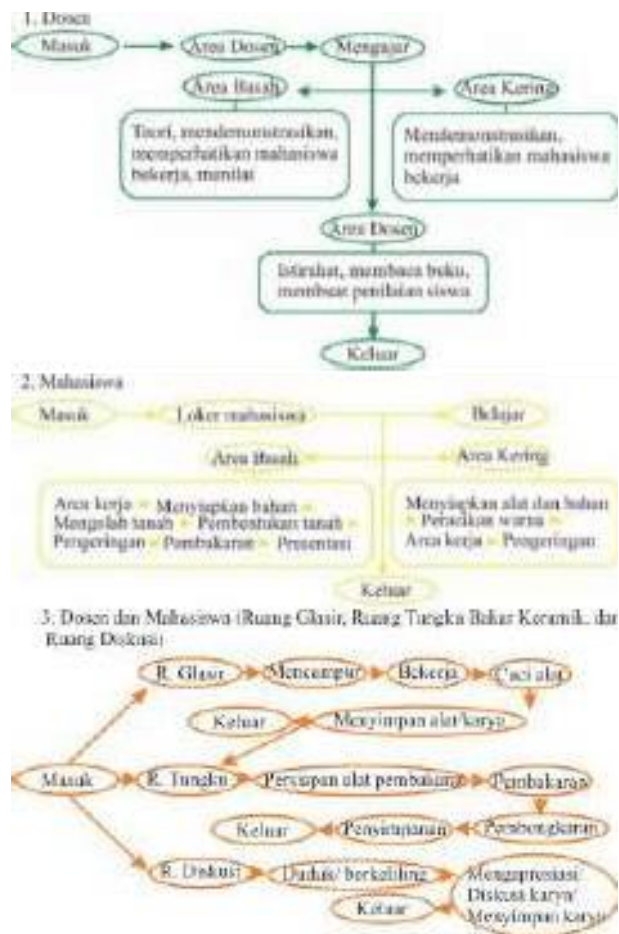 1. Dosen
Masuk Area Dosen Mengajar
Area Basah Area Kering
Teori, mendemonstrasikan,
memperhatikan mahasiswa
bekerja, menilai
Mendemonstrasikan,
memperhatikan mahasiswa
bekerja
Area Dosen
Istirahat, membaca buku,
membuat penilaian siswa
Keluar
2. Mahasiswa
Masuk Loker mahasiswa Belajar
Area Basah Area Kering
Area kerja Menyiapkan bahan
Mengolah tanah Pembentukan tanah
Pengeringan Pembakaran Presentasi
Menyiapkan alat dan bahan
Peracikan warna
Area kerja Pengeringan
Keluar
3. Dosen dan Mahasiswa (Ruang Glasir, Ruang Tungku Bakar Keramik, dan
Ruang Diskusi)
R. Glasir Mencampur Bekerja Cuci alat
Keluar Menyimpan alat/karya
Masuk R. Tungku Persiapan alat pembakaran Pembakaran
Keluar Penyimpanan Pembongkaran
R. Diskusi Duduk/ berkeliling Mengapresiasi/
Diskusi karya/
Keluar Menyimpan karya